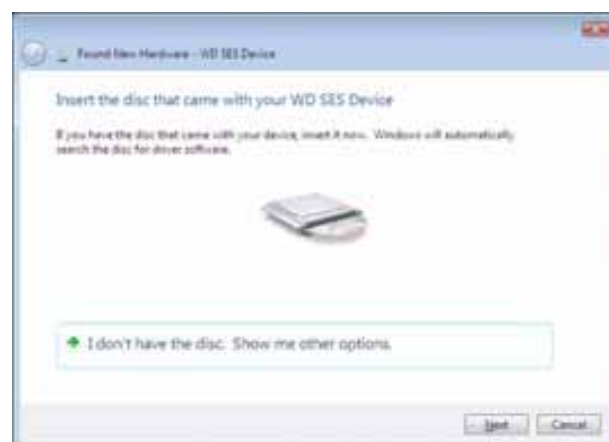 Found New Hardware - WD SES Device
Insert the disc that came with your WD SES Device
If you have the disc that came with your device, insert it now. Windows will automatically
search the disc for driver software.
I don't have the disc. Show me other options.
Next
Cancel